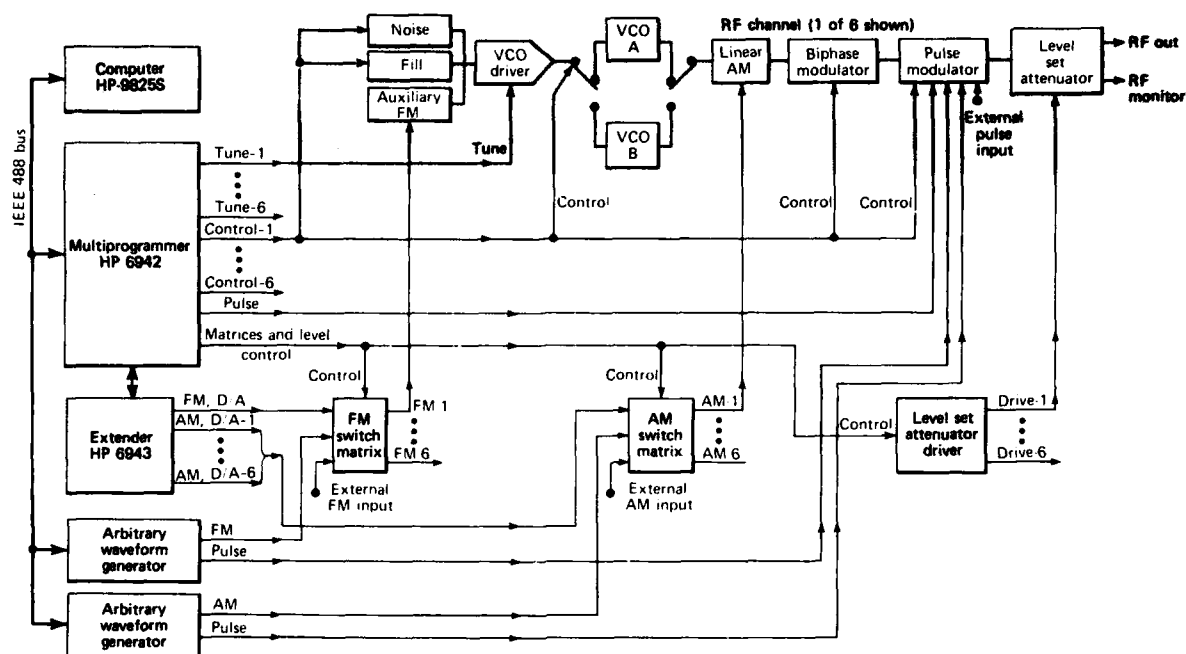 RF channel (1 of 6 shown)
Noise
Fill
Auxiliary
FM
VCO
driver
VCO
A
VCO
B
Linear
AM
Biphase
modulator
Pulse
modulator
Level
set
attenuator
RF out
RF
monitor
External
pulse
input
Computer
HP-9825S
IEEE 488 bus
Tune
Tune-1
Tune-6
Control-1
Control-6
Pulse
Multiprogrammer
HP 6942
Control
Control
Control
Matrices and level
control
Control
Control
Control
Extender
HP 6943
FM, D/A
AM, D/A-1
AM, D/A-6
FM
switch
matrix
FM 1
FM 6
External
FM input
AM
switch
matrix
AM-1
AM 6
External
AM input
Level set
attenuator
driver
Drive-1
Drive-6
Arbitrary
waveform
generator
FM
Pulse
Arbitrary
waveform
generator
AM
Pulse